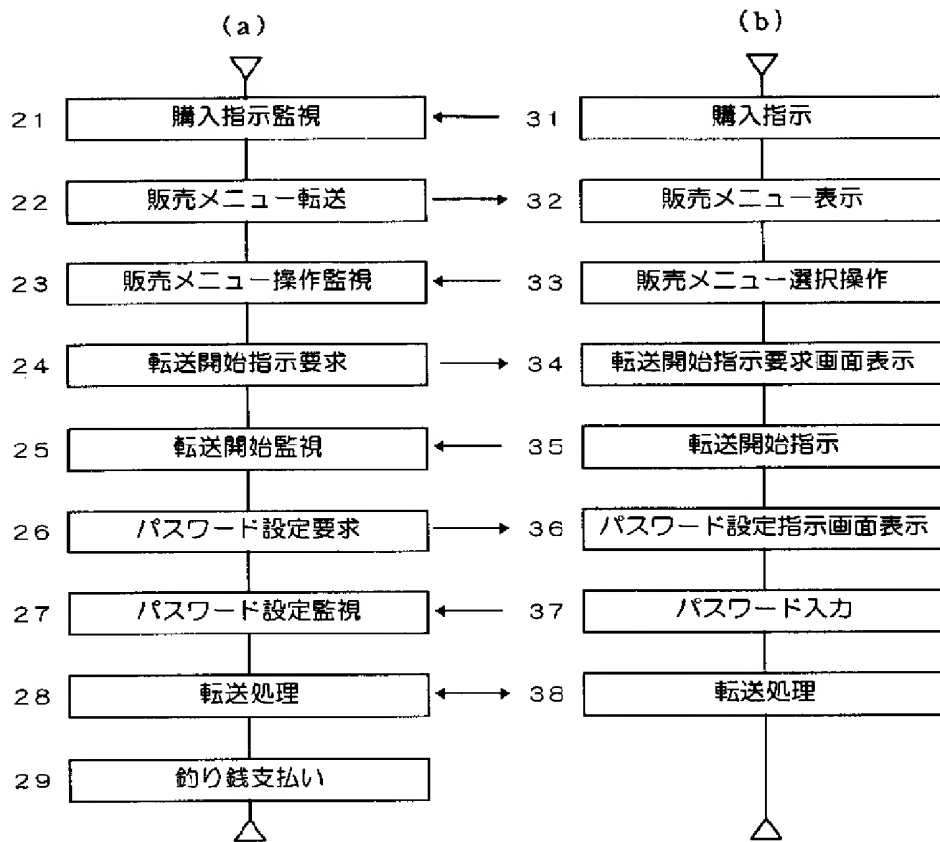 (a) (b)
21 購入指示監視 31 購入指示
22 販売メニュー転送 32 販売メニュー表示
23 販売メニュー操作監視 33 販売メニュー選択操作
24 転送開始指示要求 34 転送開始指示要求画面表示
25 転送開始監視 35 転送開始指示
26 パスワード設定要求 36 パスワード設定指示画面表示
27 パスワード設定監視 37 パスワード入力
28 転送処理 38 転送処理
29 釣り銭支払い